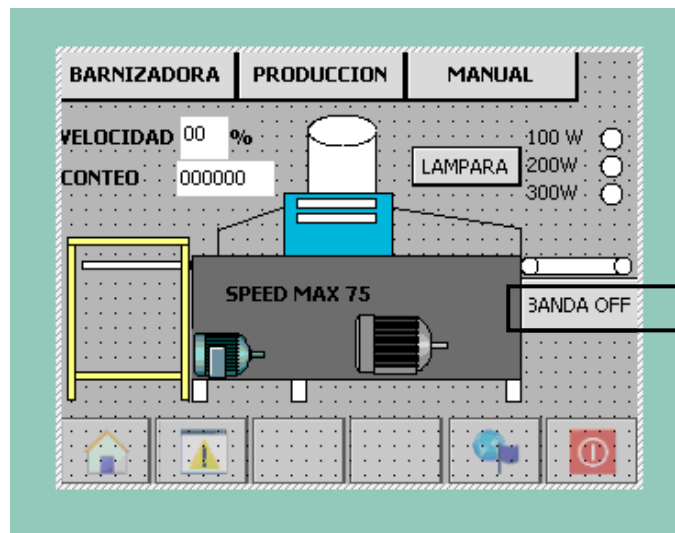 BARNIZADORA PRODUCCION MANUAL
VELOCIDAD 00 %
100 W
LAMPARA 200W
CONTEO 000000
300W
SPEED MAX 75
BANDA OFF